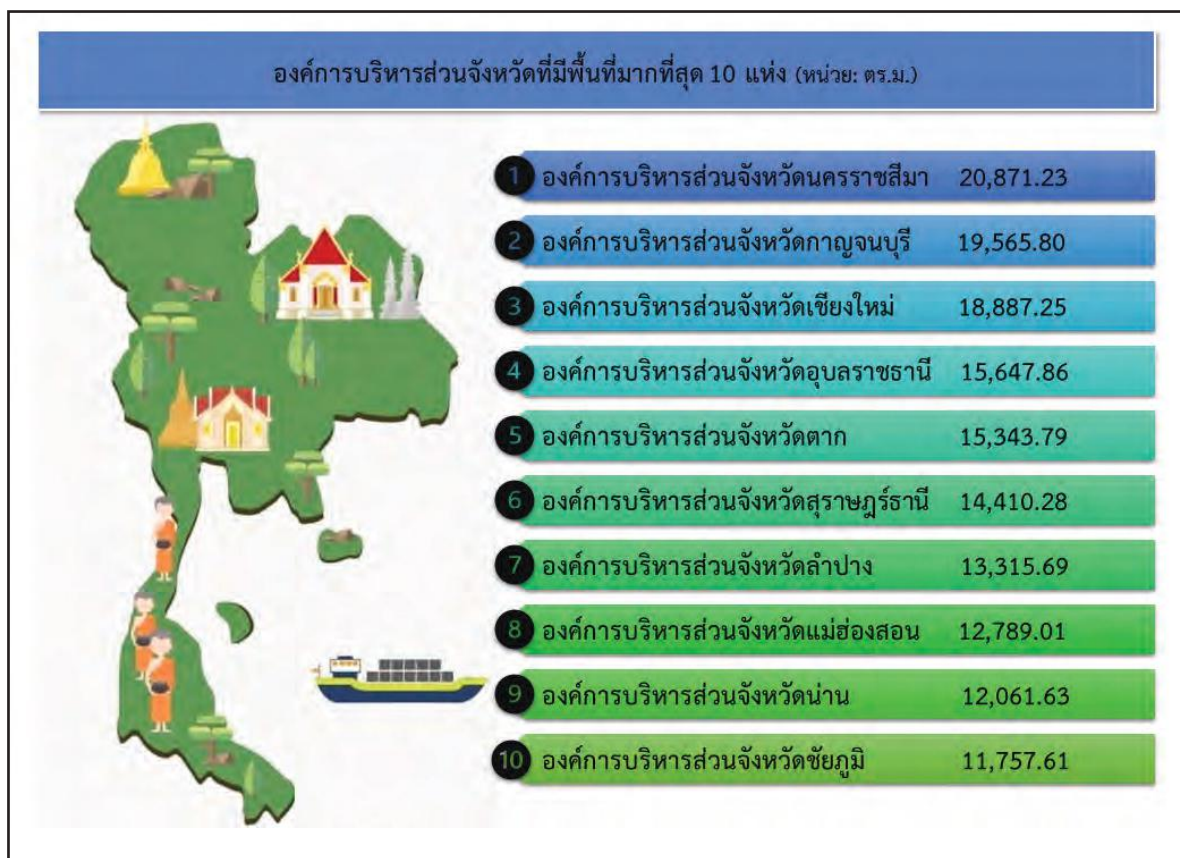 องค์การบริหารส่วนจังหวัดที่มีพื้นที่มากที่สุด 10 แห่ง (หน่วย: ตร.ม.)
1 องค์การบริหารส่วนจังหวัดนครราชสีมา 20,871.23
2 องค์การบริหารส่วนจังหวัดกาญจนบุรี 19,565.80
3 องค์การบริหารส่วนจังหวัดเชียงใหม่ 18,887.25
4 องค์การบริหารส่วนจังหวัดอุบลราชธานี 15,647.86
5 องค์การบริหารส่วนจังหวัดตาก 15,343.79
6 องค์การบริหารส่วนจังหวัดสุราษฎร์ธานี 14,410.28
7 องค์การบริหารส่วนจังหวัดลำปาง 13,315.69
8 องค์การบริหารส่วนจังหวัดแม่ฮ่องสอน 12,789.01
9 องค์การบริหารส่วนจังหวัดน่าน 12,061.63
10 องค์การบริหารส่วนจังหวัดชัยภูมิ 11,757.61